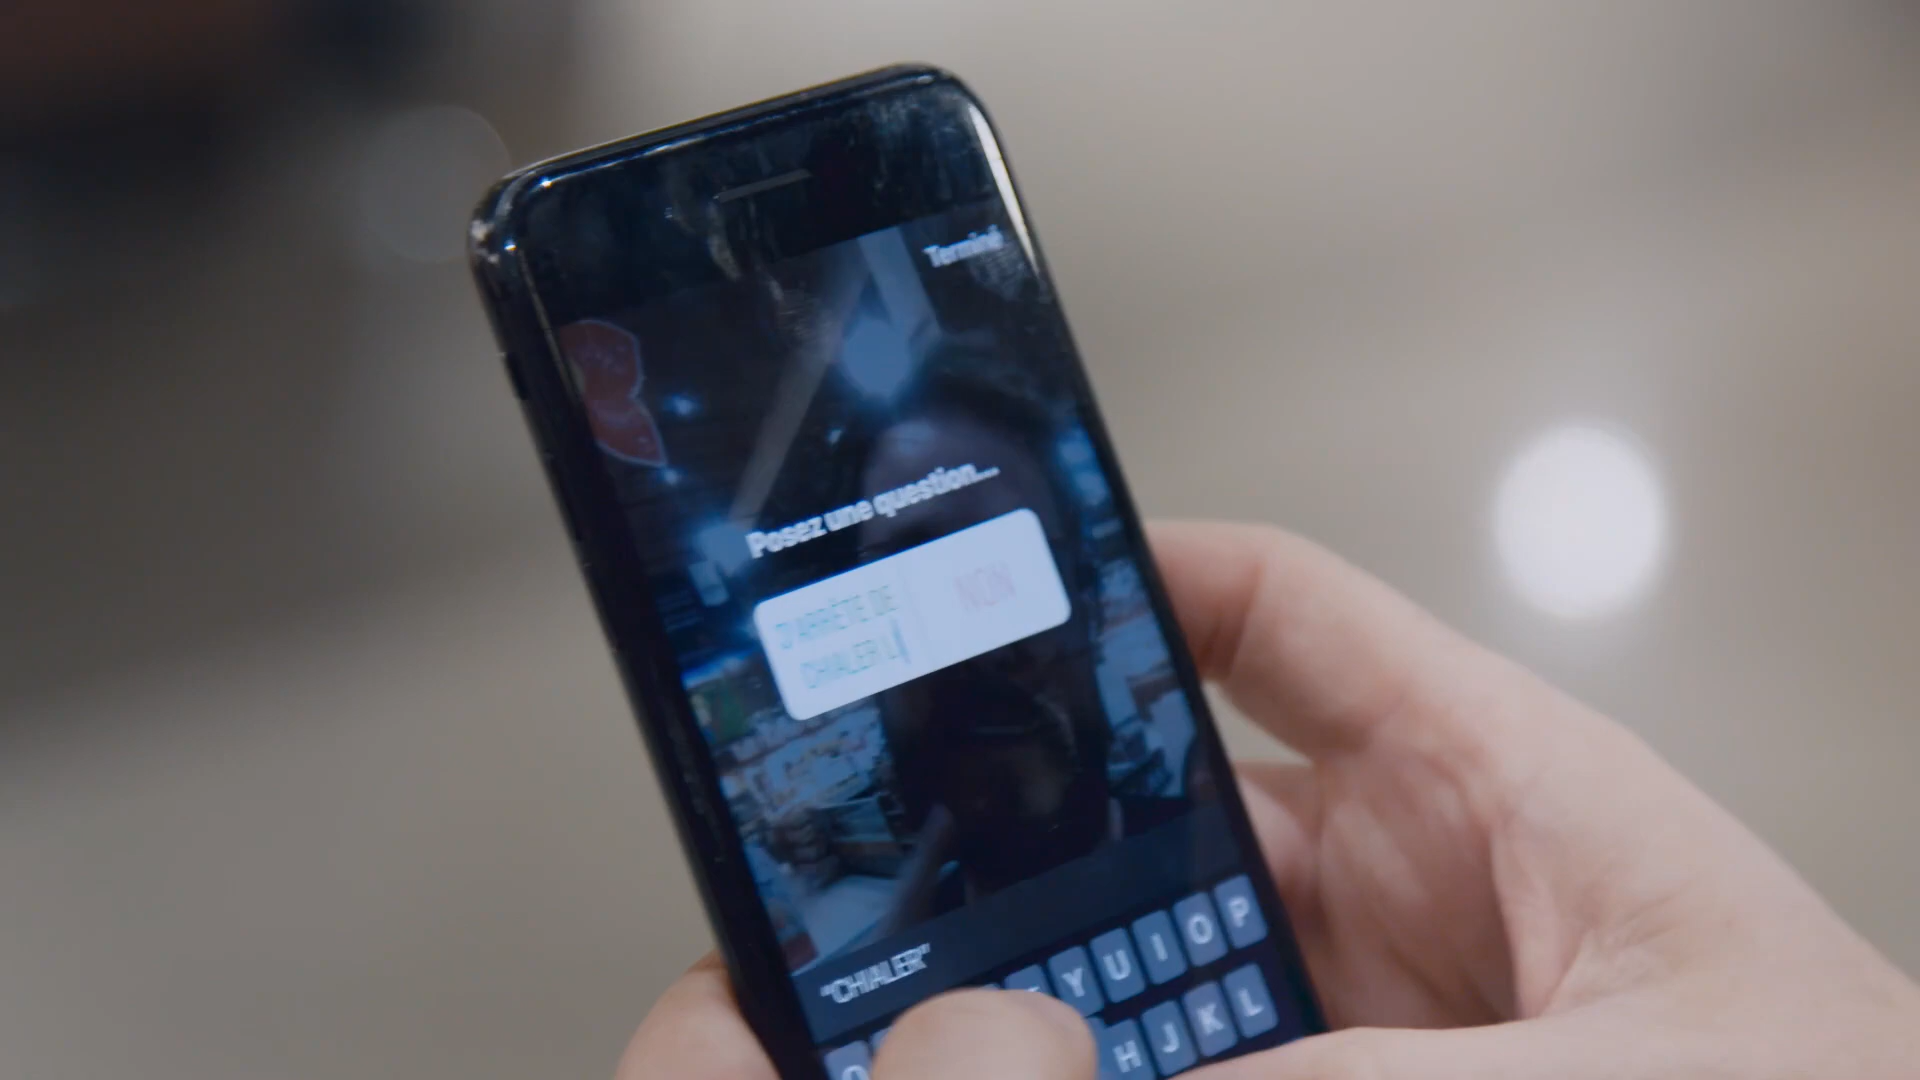 Terminé
Posez une question...
D'ARRÊTE DE
CHIALER L
NON
"CHIALER"
Y U I O P
H J K L